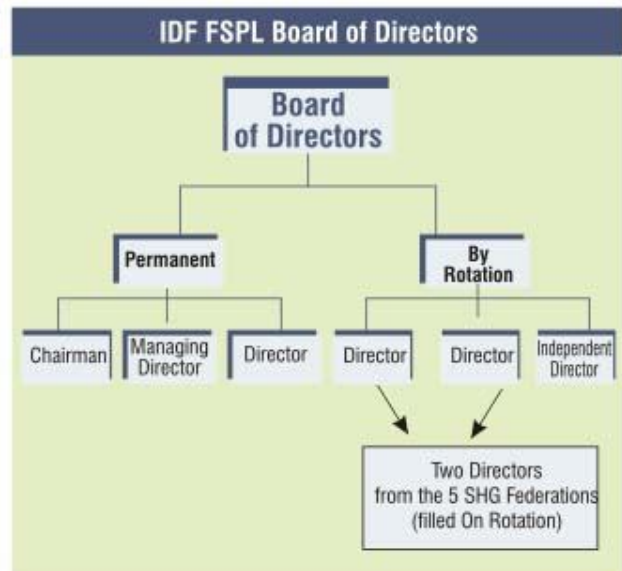 IDF FSPL Board of Directors
Board
of Directors
Permanent
By
Rotation
Chairman
Managing
Director
Director
Director
Director
Independent
Director
Two Directors
from the 5 SHG Federations
(filled On Rotation)